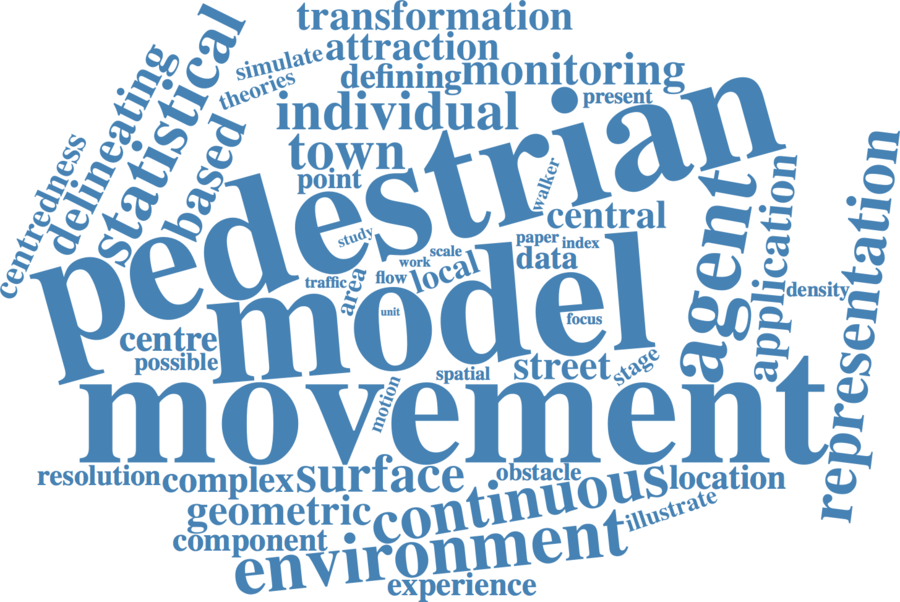 transformation
simulate
attraction
theories
defining
monitoring
statistical
delineating
centredness
based
individual
present
town
point
pedestrian
walker
central
study
scale
work
paper
index
data
agent
application
representation
density
traffic
area
flow
local
unit
model
focus
centre
possible
spatial
street
stage
motion
movement
resolution
complex
surface
obstacle
location
geometric
continuous
illustrate
component
environment
experience